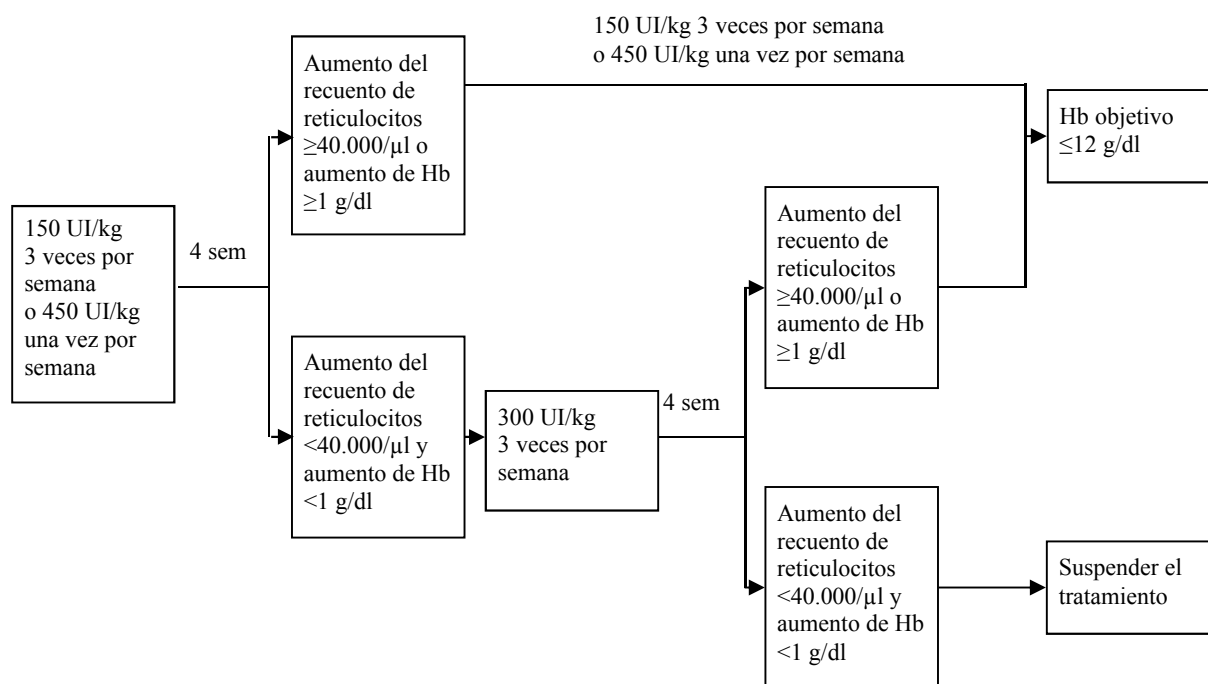 150 UI/kg
3 veces por
semana
o 450 UI/kg
una vez por
semana
4 sem
Aumento del
recuento de
reticulocitos
≥40.000/µl o
aumento de Hb
≥1 g/dl
150 UI/kg 3 veces por semana
o 450 UI/kg una vez por semana
Hb objetivo
≤12 g/dl
Aumento del
recuento de
reticulocitos
<40.000/µl y
aumento de Hb
<1 g/dl
300 UI/kg
3 veces por
semana
4 sem
Aumento del
recuento de
reticulocitos
≥40.000/µl o
aumento de Hb
≥1 g/dl
Aumento del
recuento de
reticulocitos
<40.000/µl y
aumento de Hb
<1 g/dl
Suspender el
tratamiento